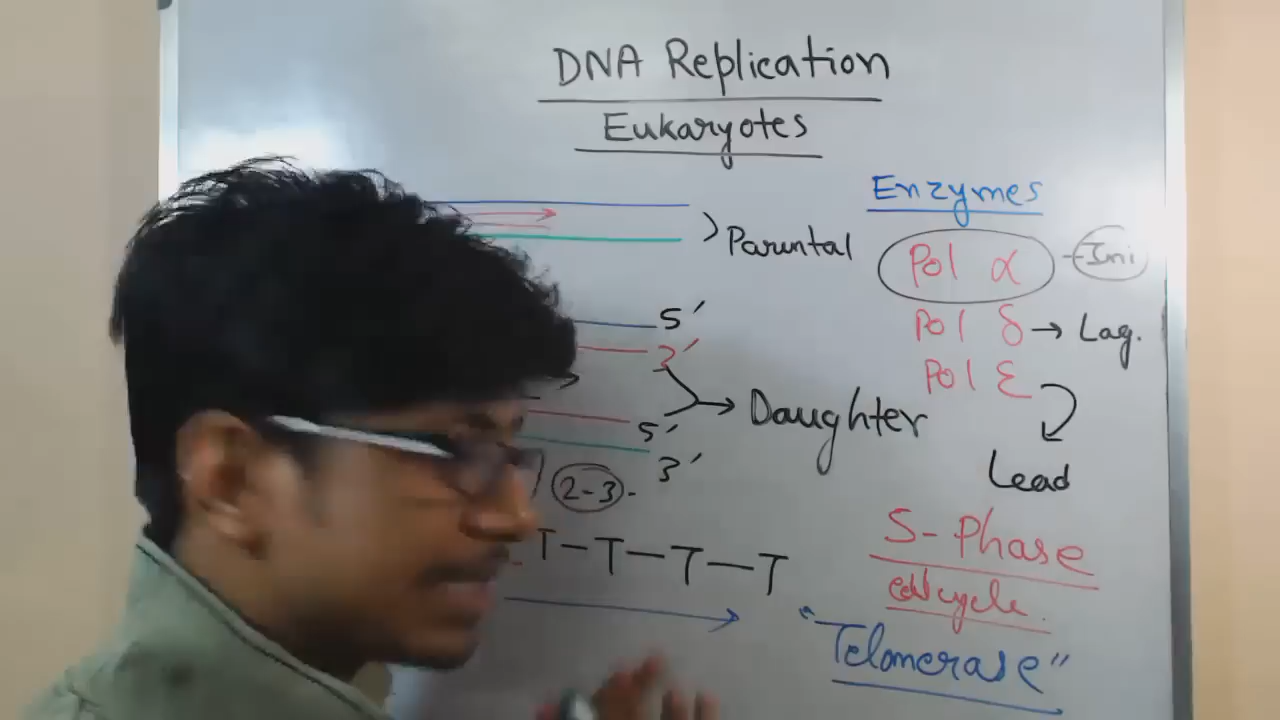 DNA Replication
Eukaryotes
Enzymes
Parental
Pol α - Ini
Pol δ → Lag.
Pol ε
Lead
5′
3′
5′
3′
Daughter
2-3.
T-T-T-T
S-Phase
cell cycle.
"Telomerase"